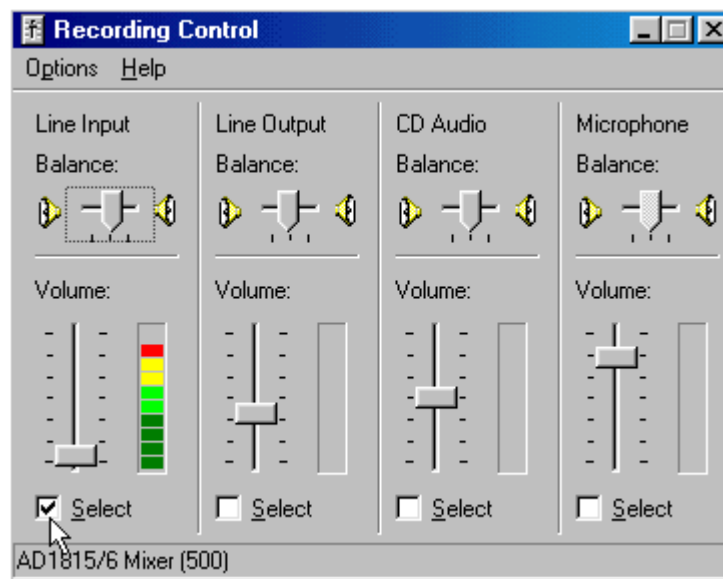 Recording Control
Options Help
Line Input
Balance:
Volume:
Select
Line Output
Balance:
Volume:
Select
CD Audio
Balance:
Volume:
Select
Microphone
Balance:
Volume:
Select
AD1815/6 Mixer (500)